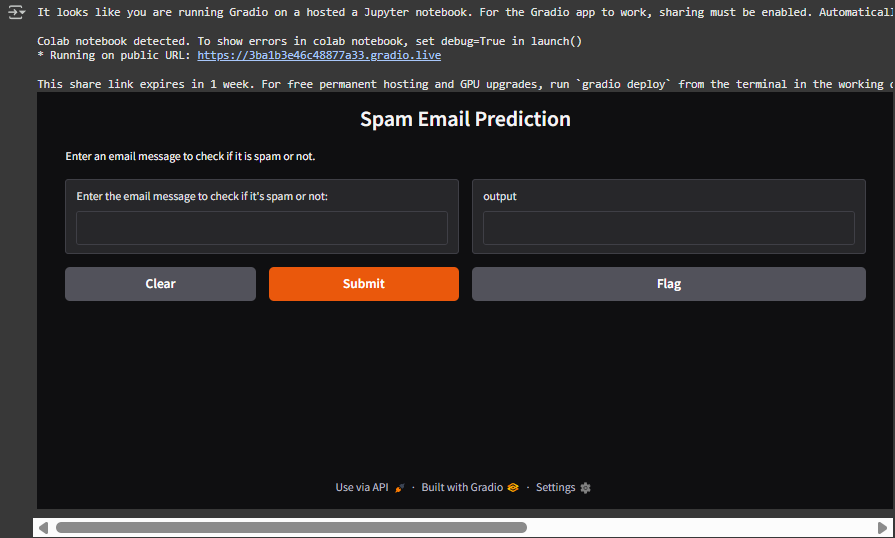 It looks like you are running Gradio on a hosted a Jupyter notebook. For the Gradio app to work, sharing must be enabled.
Colab notebook detected. To show errors in colab notebook, set debug=True in launch()
* Running on public URL: https://3ba1b3e46c48877a33.gradio.live
This share link expires in 1 week. For free permanent hosting and GPU upgrades, run `gradio deploy` from the terminal in the working
Spam Email Prediction
Enter an email message to check if it is spam or not.
Enter the email message to check if it's spam or not:
output
Clear
Submit
Flag
Use via API · Built with Gradio · Settings